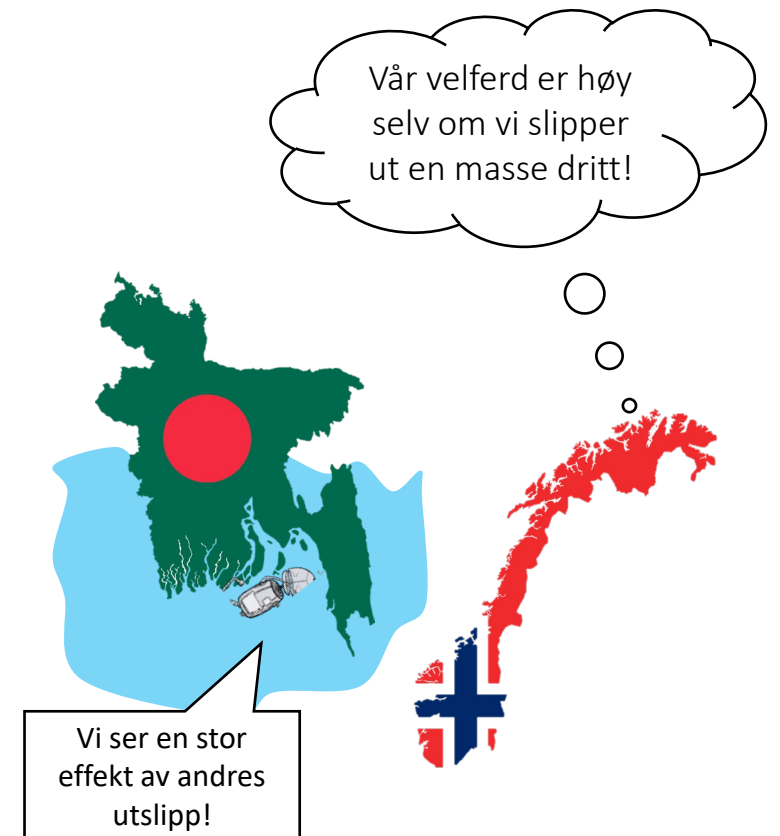 Vår velferd er høy
selv om vi slipper
ut en masse dritt!
Vi ser en stor
effekt av andres
utslipp!